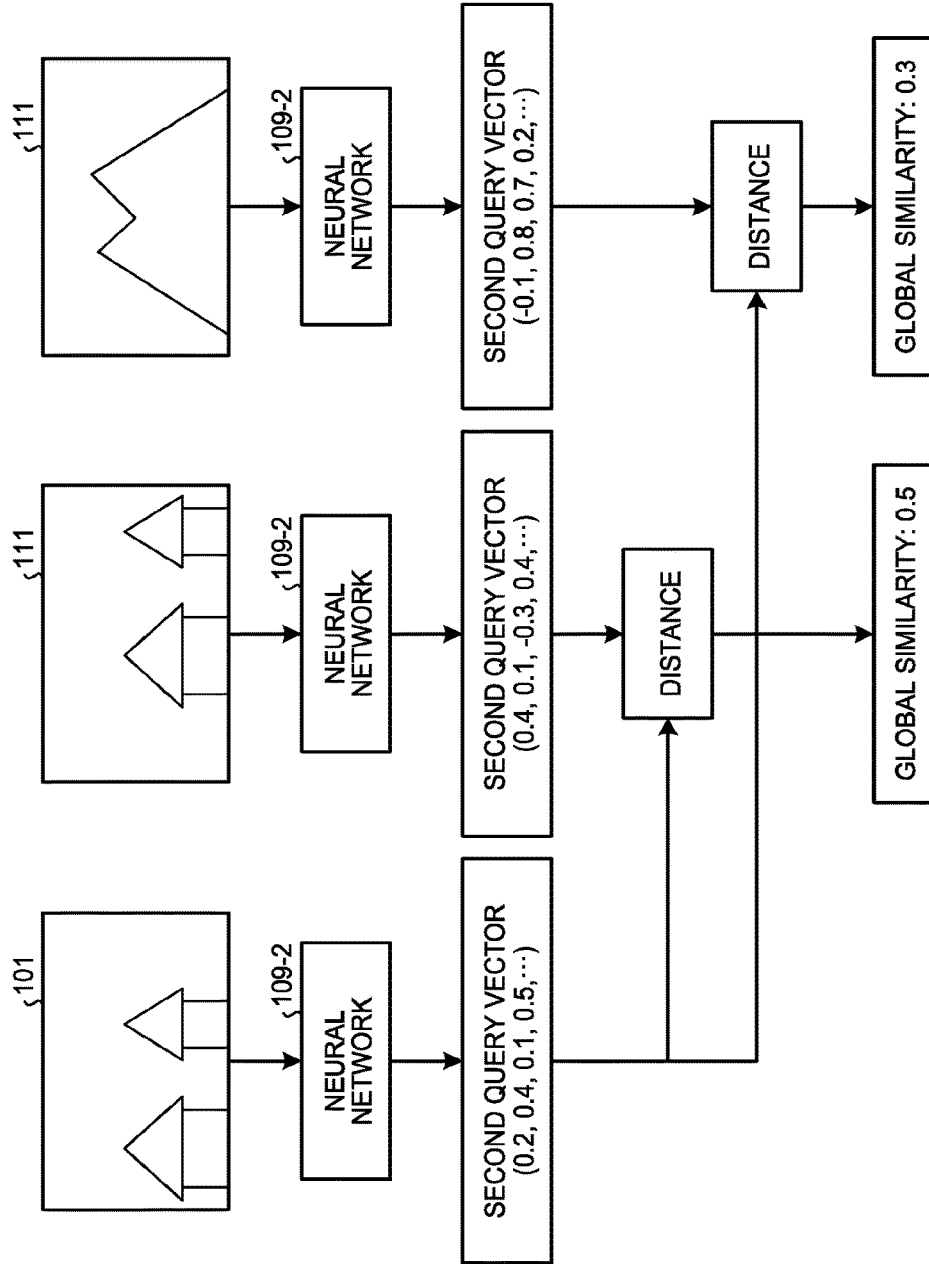 101
111
111
109-2
109-2
109-2
NEURAL
NETWORK
NEURAL
NETWORK
NEURAL
NETWORK
SECOND QUERY VECTOR
(0.2, 0.4, 0.1, 0.5,⋯)
SECOND QUERY VECTOR
(0.4, 0.1, -0.3, 0.4,⋯)
SECOND QUERY VECTOR
(-0.1, 0.8, 0.7, 0.2,⋯)
DISTANCE
DISTANCE
GLOBAL SIMILARITY: 0.5
GLOBAL SIMILARITY: 0.3